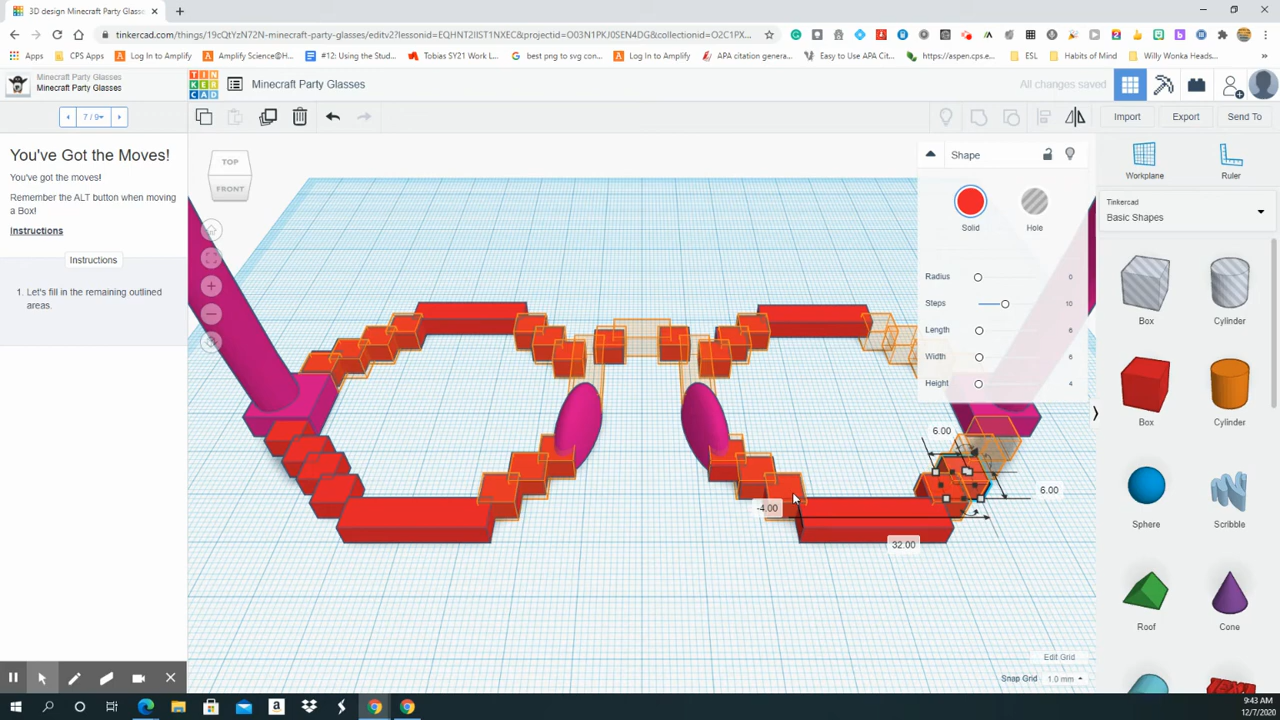 3D design Minecraft Party Glasse
tinkercad.com/things/19cQtYzN72N-minecraft-party-glasses/editv2?lessonid=EQHNT2IIST1NXEC&projectid=O03N1PKJ0SEN4DG&collectionid=O2C1PX...
Apps
CPS Apps
Log In to Amplify
Amplify Science@H...
#12: Using the Stud...
Tobias SY21 Work L...
best png to svg con...
Log In to Amplify
APA citation genera...
Easy to Use APA Cit...
https://aspen.cps.e...
ESL
Habits of Mind
Willy Wonka Heads...
Minecraft Party Glasses
Minecraft Party Glasses
TIN
KER
CAD
Minecraft Party Glasses
All changes saved
7 / 9
Import
Export
Send To
You've Got the Moves!
You've got the moves!
Remember the ALT button when moving
a Box!
Instructions
Instructions
1. Let's fill in the remaining outlined
areas.
TOP
FRONT
Shape
Solid
Hole
Radius
0
Steps
10
Length
6
Width
6
Height
4
6.00
6.00
-4.00
32.00
Workplane
Ruler
Tinkercad
Basic Shapes
Box
Cylinder
Box
Cylinder
Sphere
Scribble
Roof
Cone
Edit Grid
Snap Grid
1.0 mm
9:43 AM
12/7/2020